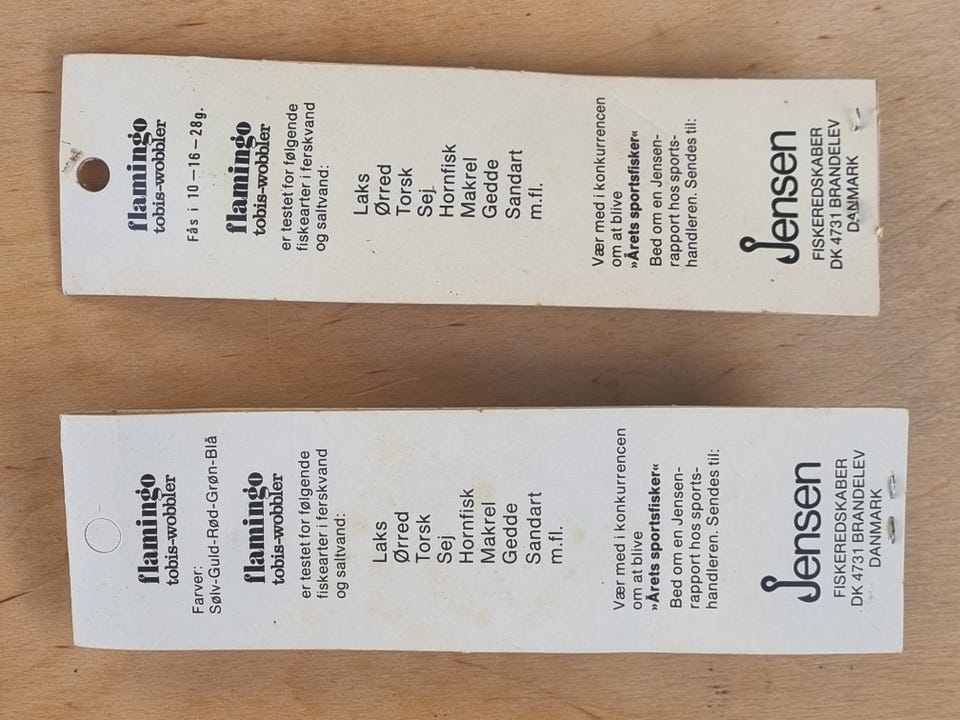 flamingo
tobis-wobbler
Fås i 10–16–28g.
flamingo
tobis-wobbler
er testet for følgende
fiskearter i ferskvand
og saltvand:
Laks
Ørred
Torsk
Sej
Hornfisk
Makrel
Gedde
Sandart
m.fl.
Vær med i konkurrencen
om at blive
»Årets sportsfisker«
Bed om en Jensen-
rapport hos sports-
handleren. Sendes til:
Jensen
FISKEREDSKABER
DK 4731 BRANDELEV
DANMARK
flamingo
tobis-wobbler
Farver:
Sølv-Guld-Rød-Grøn-Blå
flamingo
tobis-wobbler
er testet for følgende
fiskearter i ferskvand
og saltvand:
Laks
Ørred
Torsk
Sej
Hornfisk
Makrel
Gedde
Sandart
m.fl.
Vær med i konkurrencen
om at blive
»Årets sportsfisker«
Bed om en Jensen-
rapport hos sports-
handleren. Sendes til:
Jensen
FISKEREDSKABER
DK 4731 BRANDELEV
DANMARK